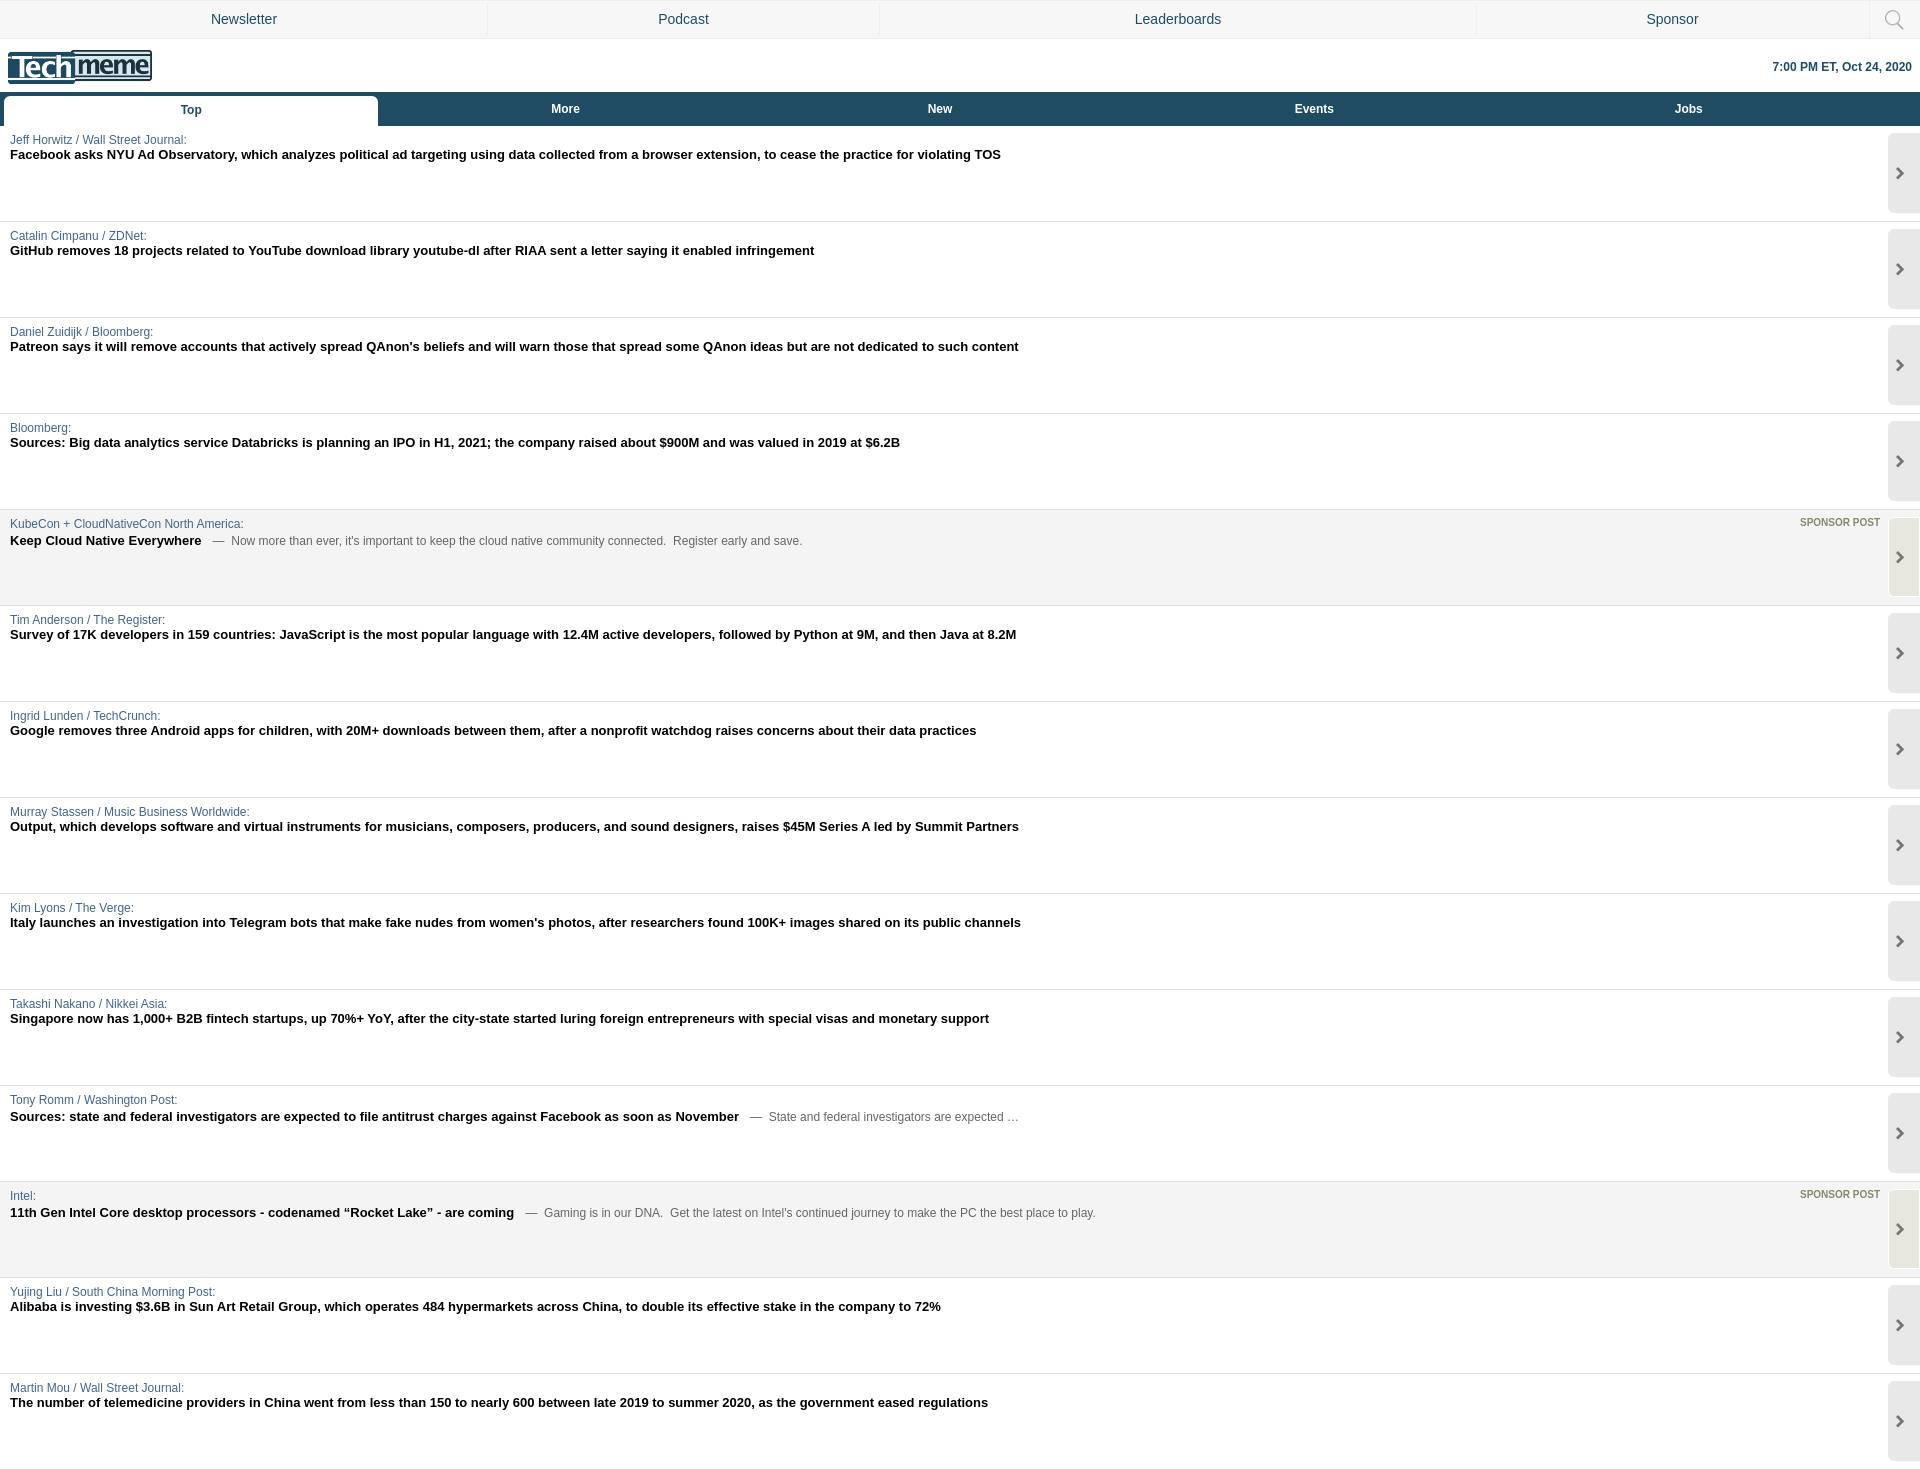 Newsletter
Podcast
Leaderboards
Sponsor
Techmeme
7:00 PM ET, Oct 24, 2020
Top
More
New
Events
Jobs
Jeff Horwitz / Wall Street Journal:
Facebook asks NYU Ad Observatory, which analyzes political ad targeting using data collected from a browser extension, to cease the practice for violating TOS
Catalin Cimpanu / ZDNet:
GitHub removes 18 projects related to YouTube download library youtube-dl after RIAA sent a letter saying it enabled infringement
Daniel Zuidijk / Bloomberg:
Patreon says it will remove accounts that actively spread QAnon's beliefs and will warn those that spread some QAnon ideas but are not dedicated to such content
Bloomberg:
Sources: Big data analytics service Databricks is planning an IPO in H1, 2021; the company raised about $900M and was valued in 2019 at $6.2B
KubeCon + CloudNativeCon North America:
SPONSOR POST
Keep Cloud Native Everywhere — Now more than ever, it's important to keep the cloud native community connected. Register early and save.
Tim Anderson / The Register:
Survey of 17K developers in 159 countries: JavaScript is the most popular language with 12.4M active developers, followed by Python at 9M, and then Java at 8.2M
Ingrid Lunden / TechCrunch:
Google removes three Android apps for children, with 20M+ downloads between them, after a nonprofit watchdog raises concerns about their data practices
Murray Stassen / Music Business Worldwide:
Output, which develops software and virtual instruments for musicians, composers, producers, and sound designers, raises $45M Series A led by Summit Partners
Kim Lyons / The Verge:
Italy launches an investigation into Telegram bots that make fake nudes from women's photos, after researchers found 100K+ images shared on its public channels
Takashi Nakano / Nikkei Asia:
Singapore now has 1,000+ B2B fintech startups, up 70%+ YoY, after the city-state started luring foreign entrepreneurs with special visas and monetary support
Tony Romm / Washington Post:
Sources: state and federal investigators are expected to file antitrust charges against Facebook as soon as November — State and federal investigators are expected …
Intel:
SPONSOR POST
11th Gen Intel Core desktop processors - codenamed “Rocket Lake” - are coming — Gaming is in our DNA. Get the latest on Intel's continued journey to make the PC the best place to play.
Yujing Liu / South China Morning Post:
Alibaba is investing $3.6B in Sun Art Retail Group, which operates 484 hypermarkets across China, to double its effective stake in the company to 72%
Martin Mou / Wall Street Journal:
The number of telemedicine providers in China went from less than 150 to nearly 600 between late 2019 to summer 2020, as the government eased regulations